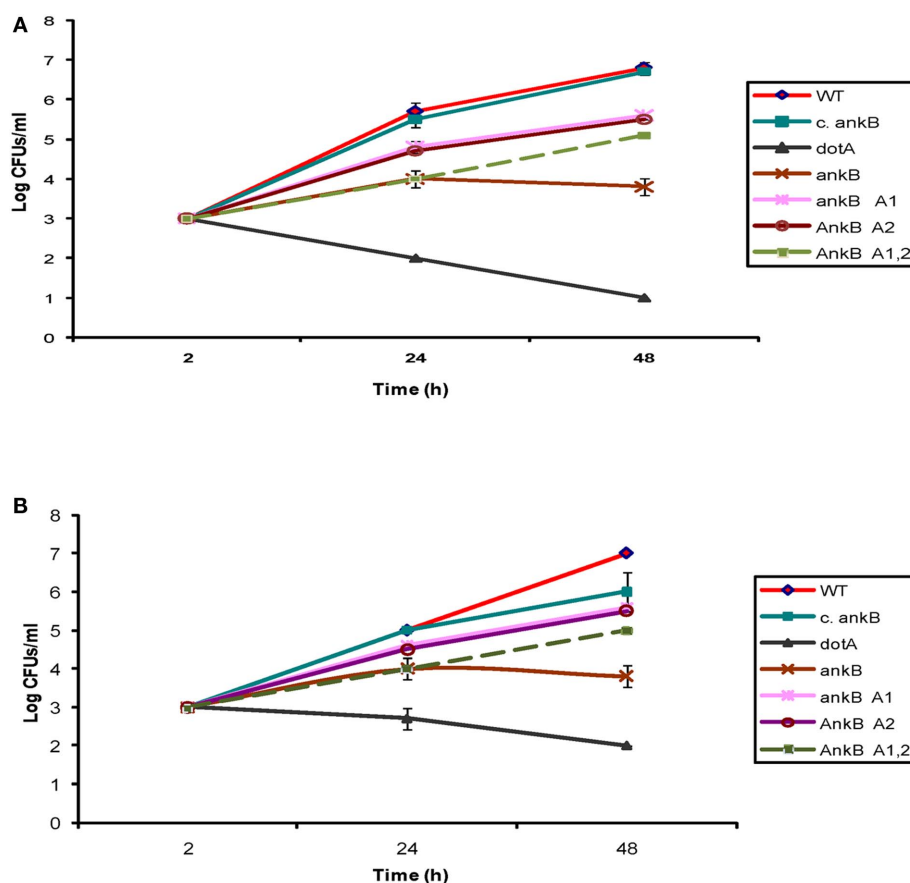 A
8
7
6
5
4
3
2
1
0
Log CFUs/ml
2 24 48
Time (h)
WT
c. ankB
dotA
ankB
ankB A1
AnkB A2
AnkB A1,2
B
8
7
6
5
4
3
2
1
0
Log CFUs/ml
2 24 48
Time (h)
WT
c. ankB
dotA
ankB
ankB A1
AnkB A2
AnkB A1,2